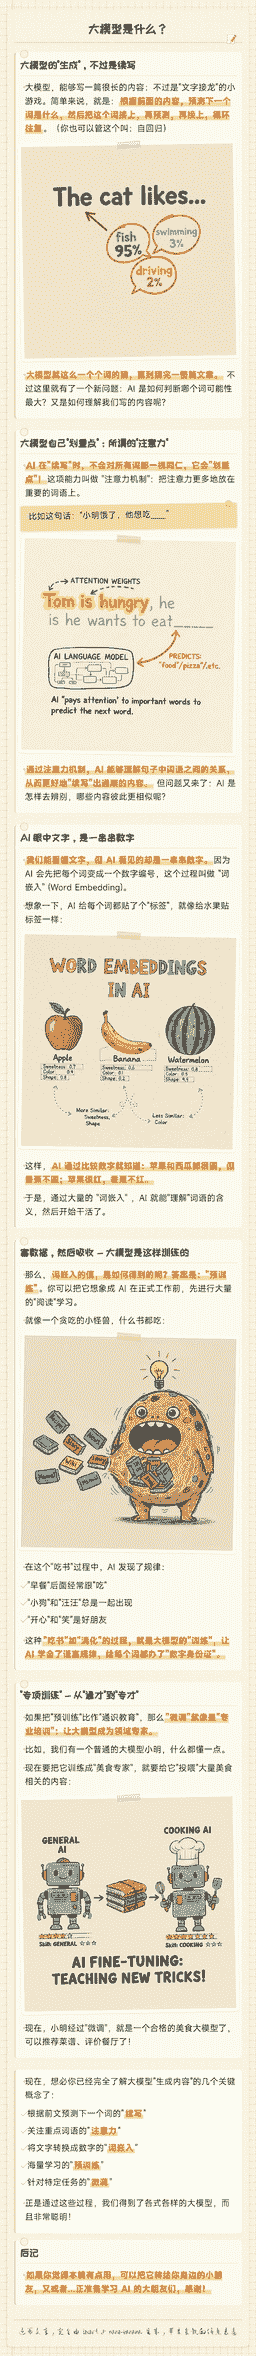 大模型是什么？
大模型的“生成”，不过是续写
大模型，能够写一篇很长的内容；不过是“文字接龙”的小
游戏。简单来说，就是：根据前面的内容，预测下一个
词是什么，然后把这个词接上，再预测，再接上，循环
往复。（你也可以管这个叫：自回归）
The cat likes...
fish
95%
swimming
3%
driving
2%
大模型就这么一个个词的猜，直到猜完一整篇文章。不
过这里就有了一个新问题：AI 是如何判断哪个词可能性
最大？又是如何理解我们写的内容呢？
大模型自己“划重点”：所谓的“注意力”
AI 在“续写”时，不会对所有词都一视同仁，它会“划重
点”！这项能力叫做“注意力机制”：把注意力更多地放在
重要的词语上。
比如这句话：“小明饿了，他想吃____”
ATTENTION WEIGHTS
Tom is hungry, he
is he wants to eat____
AI LANGUAGE MODEL
PREDICTS:
"food"/pizza"/.etc.
AI "pays attention" to important words to
predict the next word.
通过注意力机制，AI 能够理解句子中词语之间的关系，
从而更好地“续写”出通顺的内容。但问题又来了：AI 是
怎样去辨别，哪些内容彼此更相似呢？
AI 眼中文字，是一串串数字
我们能看懂文字，但 AI 看见的却是一串串数字。因为
AI 会先把每个词变成一个数字编号，这个过程叫做 “词
嵌入” (Word Embedding)。
想象一下，AI 给每个词都贴了个“标签”，就像给水果贴
标签一样：
WORD EMBEDDINGS
IN AI
Apple
Banana
Watermelon
More Similar:
Sweetness,
Shape
Less Similar:
Color
这样，AI 通过比较数字就知道：苹果和西瓜都很圆，但
香蕉不圆；苹果很红，香蕉不红..
于是，通过大量的 “词嵌入” ，AI 就能“理解”词语的含
义，然后开始干活了。
喂数据，然后吸收 – 大模型是这样训练的
那么，词嵌入的值，是如何得到的呢？答案是：“预训
练”。你可以把它想象成 AI 在正式工作前，先进行大量
的“阅读”学习。
就像一个贪吃的小怪兽，什么书都吃：
在这个“吃书”过程中，AI 发现了规律：
“早餐”后面经常跟“吃”
“小狗”和“汪汪”总是一起出现
“开心”和“笑”是好朋友
这种“吃书”和“消化”的过程，就是大模型的“训练”，让
AI 学会了语言规律，给每个词都办了“数字身份证”。
“专项训练” – 从“通才”到“专才”
如果把“预训练”比作“通识教育”，那么“微调”就像是“专
业培训”：让大模型成为领域专家。
比如，我们有一个普通的大模型小明，什么都懂一点。
现在要把它训练成“美食专家”，就要给它“投喂”大量美食
相关的内容：
GENERAL
AI
COOKING AI
Skill: GENERAL
Skill: COOKING
AI FINE-TUNING:
TEACHING NEW TRICKS!
现在，小明经过“微调”，就是一个合格的美食大模型了，
可以推荐菜谱、评价餐厅了！
现在，想必你已经完全了解大模型“生成内容”的几个关键
概念了：
根据前文预测下一个词的“续写”
关注重点词语的“注意力”
将文字转换成数字的“词嵌入”
海量学习的“预训练”
针对特定任务的“微调”
正是通过这些过程，我们得到了各式各样的大模型，而
且非常聪明！
后记
如果你觉得本篇有点用，可以把它转给你身边的小朋
友，又或者...正准备学习 AI 的大朋友们，感谢！